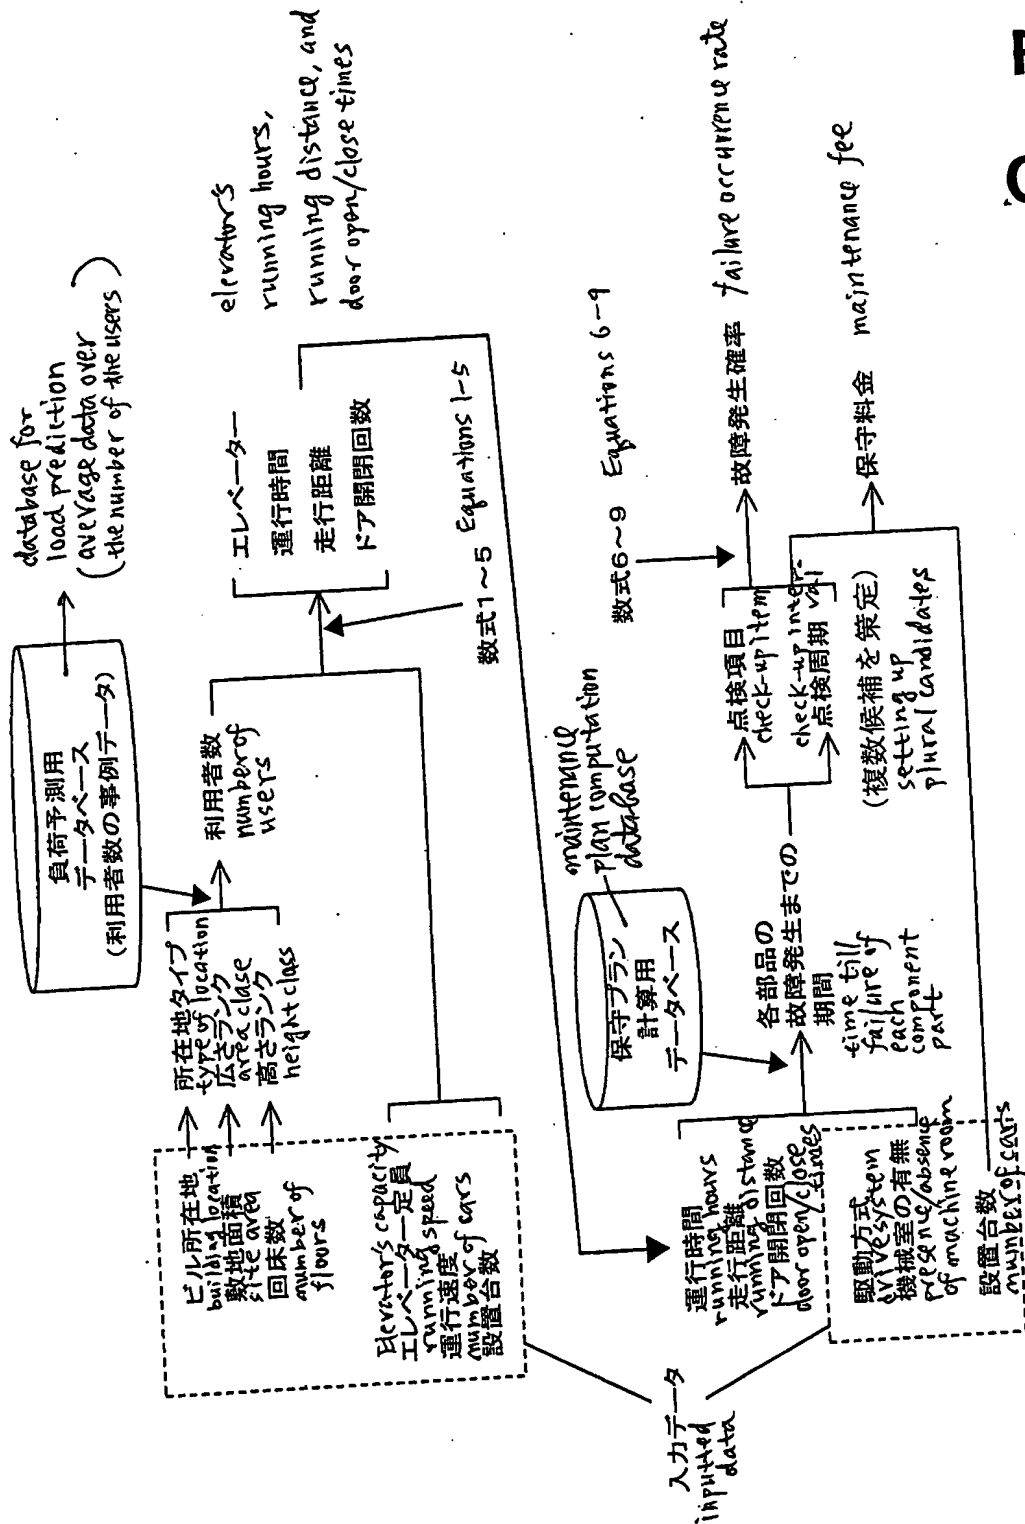 負荷予測用
データベース
(利用者数の事例データ)
database for
load prediction
(average data over
the number of the users)
ビル所在地
building location
敷地面積
site area
回床数
number of
floors
所在地タイプ
type of location
広さランク
area clase
高さランク
height class
利用者数
number of
users
Elevator's capacity
エレベーター定員
running speed
運行速度
number of cars
設置台数
エレベーター
運行時間
走行距離
ドア開閉回数
elevator's
running hours,
running distance, and
door open/close times
数式1~5 Equations 1-5
入力データ
inputted
data
運行時間
running hours
走行距離
running distance
ドア開閉回数
door open/close
times
駆動方式
drive system
機械室の有無
presence/absence
of machine room
設置台数
number of cars
保守プラン
計算用
データベース
maintenance
plan computation
database
各部品の
故障発生までの
期間
time till
failure of
each
component
part
点検項目
check-up item
check-up inter-
val
点検周期
(複数候補を策定)
setting up
plural candidates
数式6~9 Equations 6-9
故障発生確率 failure occurrence rate
保守料金 maintenance fee